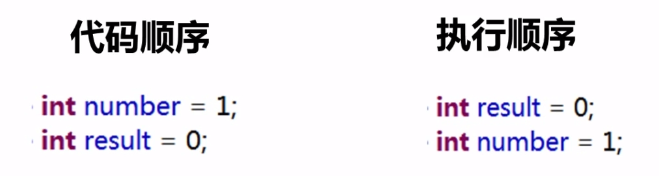 代码顺序
int number = 1;
int result = 0;
执行顺序
int result = 0;
int number = 1;